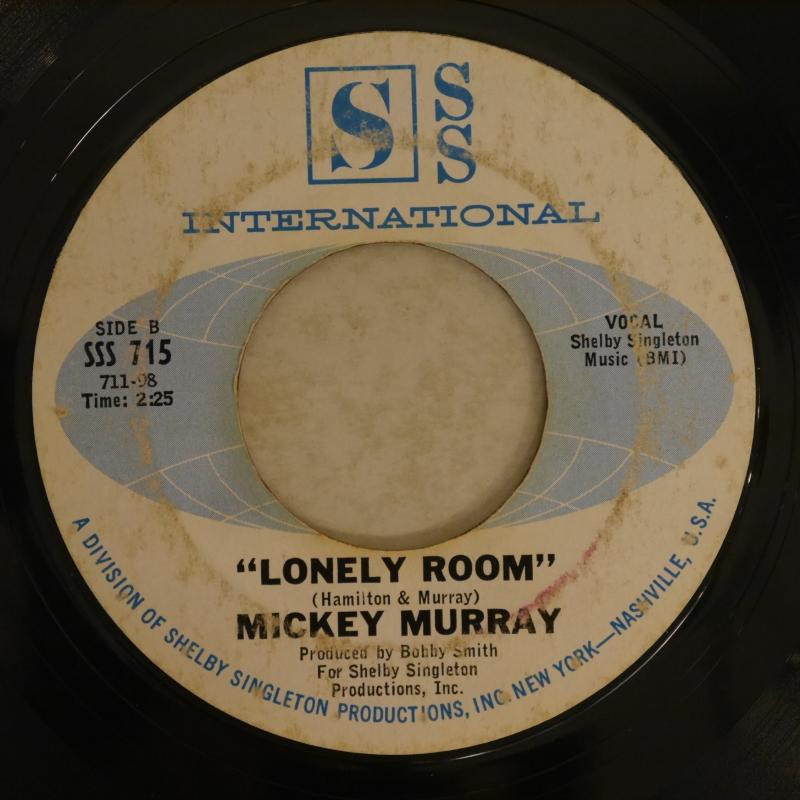 S SS
INTERNATIONAL
SIDE B
SSS 715
711-98
Time: 2:25
VOCAL
Shelby Singleton
Music (BMI)
"LONELY ROOM"
(Hamilton & Murray)
MICKEY MURRAY
Produced by Bobby Smith
For Shelby Singleton
Productions, Inc.
A DIVISION OF SHELBY SINGLETON PRODUCTIONS, INC. NEW YORK—NASHVILLE, U.S.A.